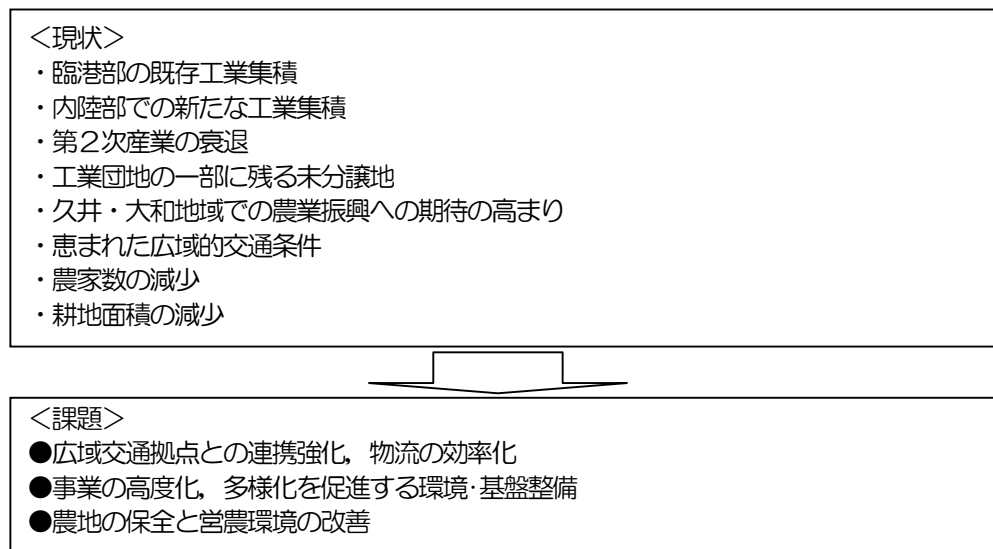 ＜現状＞
・臨港部の既存工業集積
・内陸部での新たな工業集積
・第２次産業の衰退
・工業団地の一部に残る未分譲地
・久井・大和地域での農業振興への期待の高まり
・恵まれた広域的交通条件
・農家数の減少
・耕地面積の減少
＜課題＞
●広域交通拠点との連携強化，物流の効率化
●事業の高度化，多様化を促進する環境･基盤整備
●農地の保全と営農環境の改善